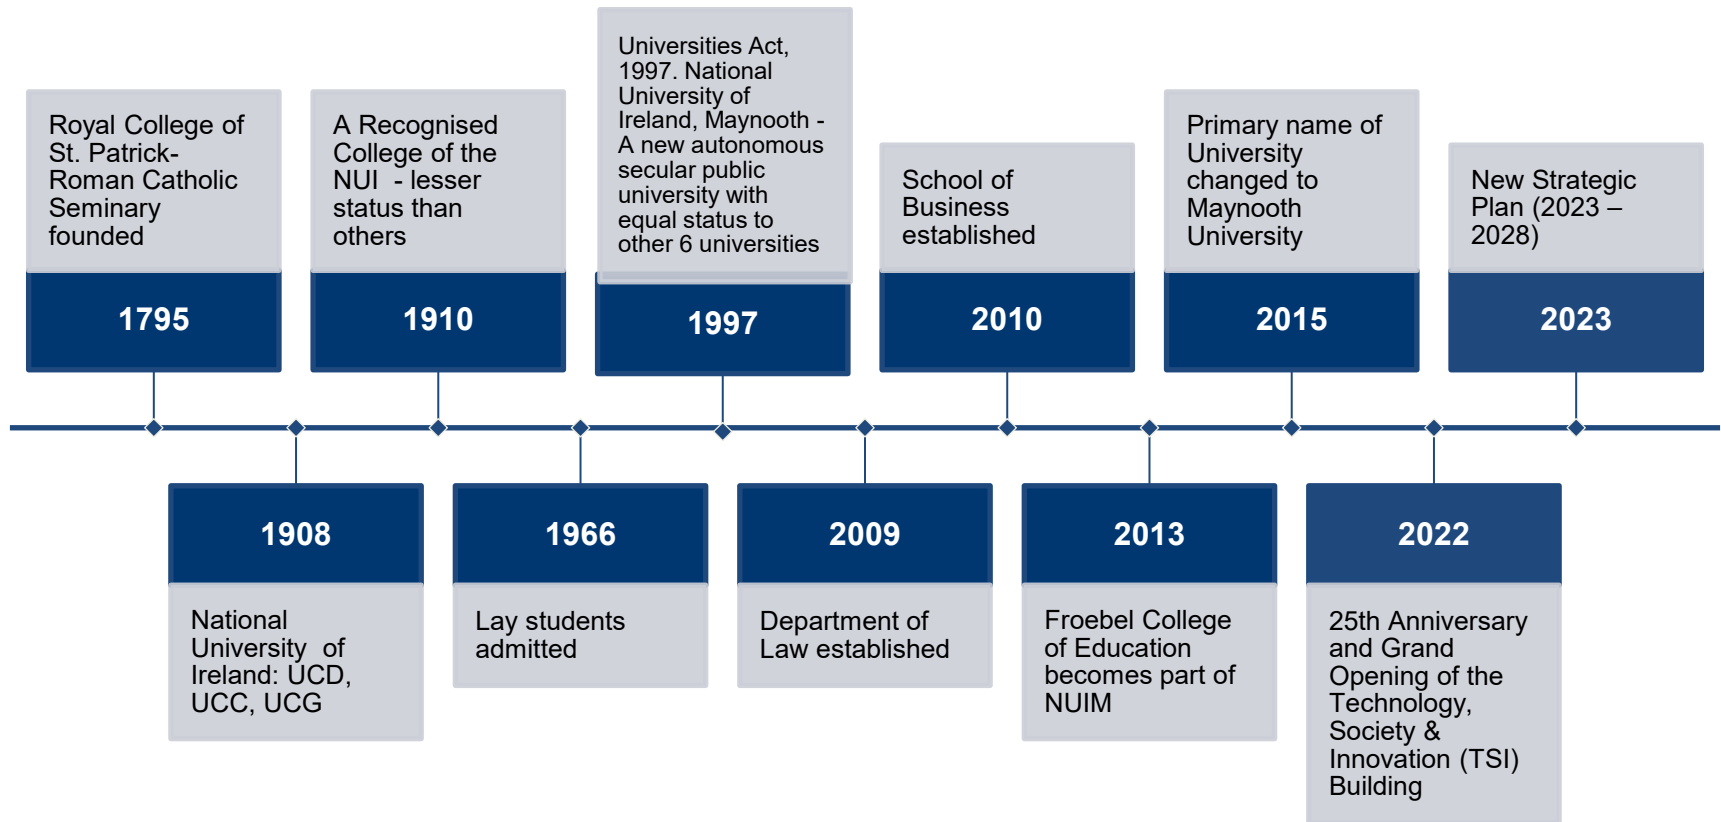 Royal College of
St. Patrick-
Roman Catholic
Seminary
founded
1795
National
University  of
Ireland: UCD,
UCC, UCG
1908
A Recognised
College of the
NUI  - lesser
status than
others
1910
1966
Lay students
admitted
Universities Act,
1997. National
University of
Ireland, Maynooth -
A new autonomous
secular public
university with
equal status to
other 6 universities
1997
2009
Department of
Law established
School of
Business
established
2010
2013
Froebel College
of Education
becomes part of
NUIM
Primary name of
University
changed to
Maynooth
University
2015
2022
25th Anniversary
and Grand
Opening of the
Technology,
Society &
Innovation (TSI)
Building
New Strategic
Plan (2023 –
2028)
2023